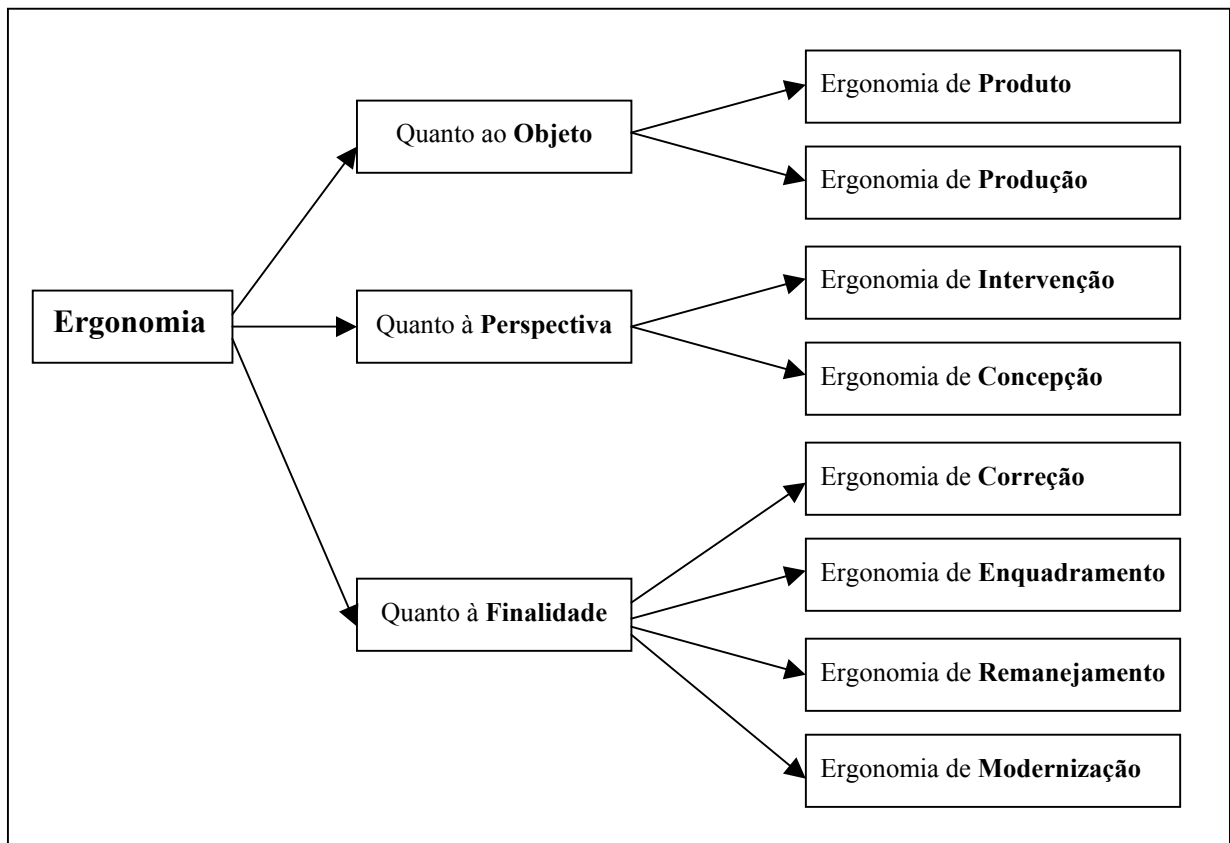 Ergonomia
Quanto ao Objeto
Ergonomia de Produto
Ergonomia de Produção
Quanto à Perspectiva
Ergonomia de Intervenção
Ergonomia de Concepção
Quanto à Finalidade
Ergonomia de Correção
Ergonomia de Enquadramento
Ergonomia de Remanejamento
Ergonomia de Modernização